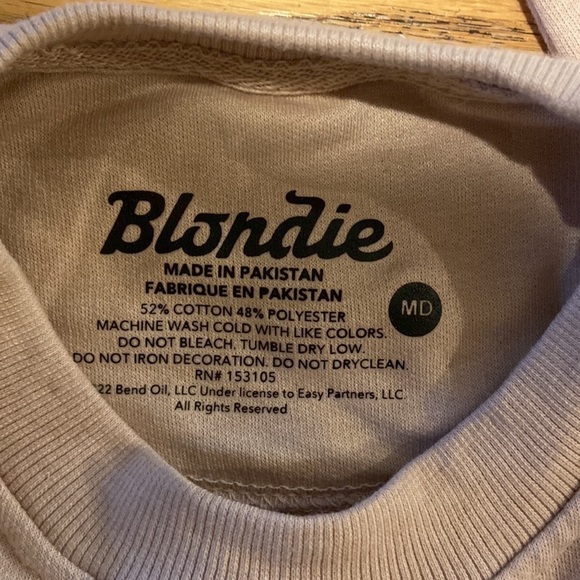 Blondie
MADE IN PAKISTAN
FABRIQUE EN PAKISTAN
52% COTTON 48% POLYESTER
MACHINE WASH COLD WITH LIKE COLORS.
DO NOT BLEACH. TUMBLE DRY LOW.
DO NOT IRON DECORATION. DO NOT DRYCLEAN.
RN# 153105
22 Bend Oil, LLC Under license to Easy Partners, LLC
All Rights Reserved
MD